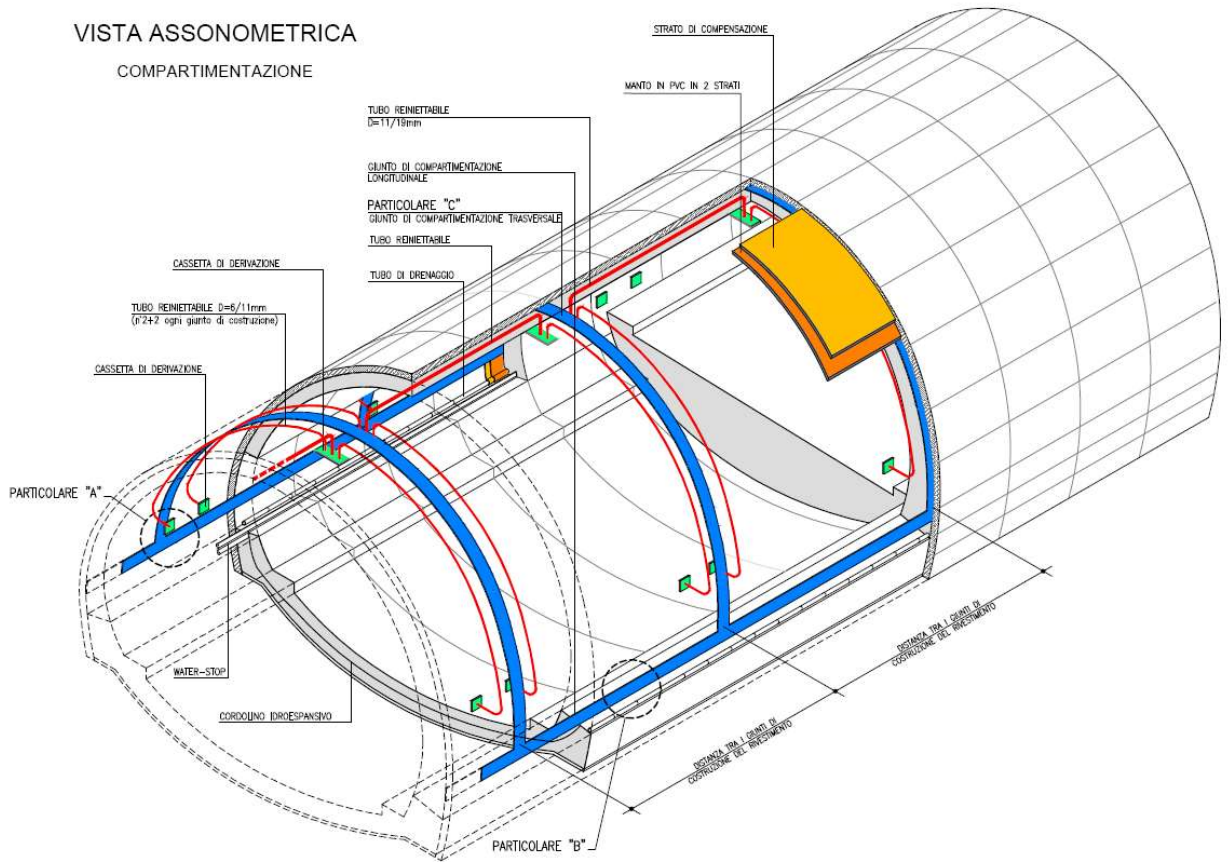 VISTA ASSONOMETRICA
COMPARTIMENTAZIONE
STRATO DI COMPENSAZIONE
MANTO IN PVC IN 2 STRATI
TUBO REINIETTABILE
D=11/19mm
GIUNTO DI COMPARTIMENTAZIONE
LONGITUDINALE
PARTICOLARE "C"
GIUNTO DI COMPARTIMENTAZIONE TRASVERSALE
TUBO REINIETTABILE
TUBO DI DRENAGGIO
CASSETTA DI DERIVAZIONE
TUBO REINIETTABILE D=6/11mm
(n°2+2 ogni giunto di costruzione)
CASSETTA DI DERIVAZIONE
PARTICOLARE "A"
WATER-STOP
CORDOLINO IDROESPANSIVO
PARTICOLARE "B"
DISTANZA TRA I GIUNTI DI
COSTRUZIONE DEL RIVESTIMENTO
DISTANZA TRA I GIUNTI DI
COSTRUZIONE DEL RIVESTIMENTO